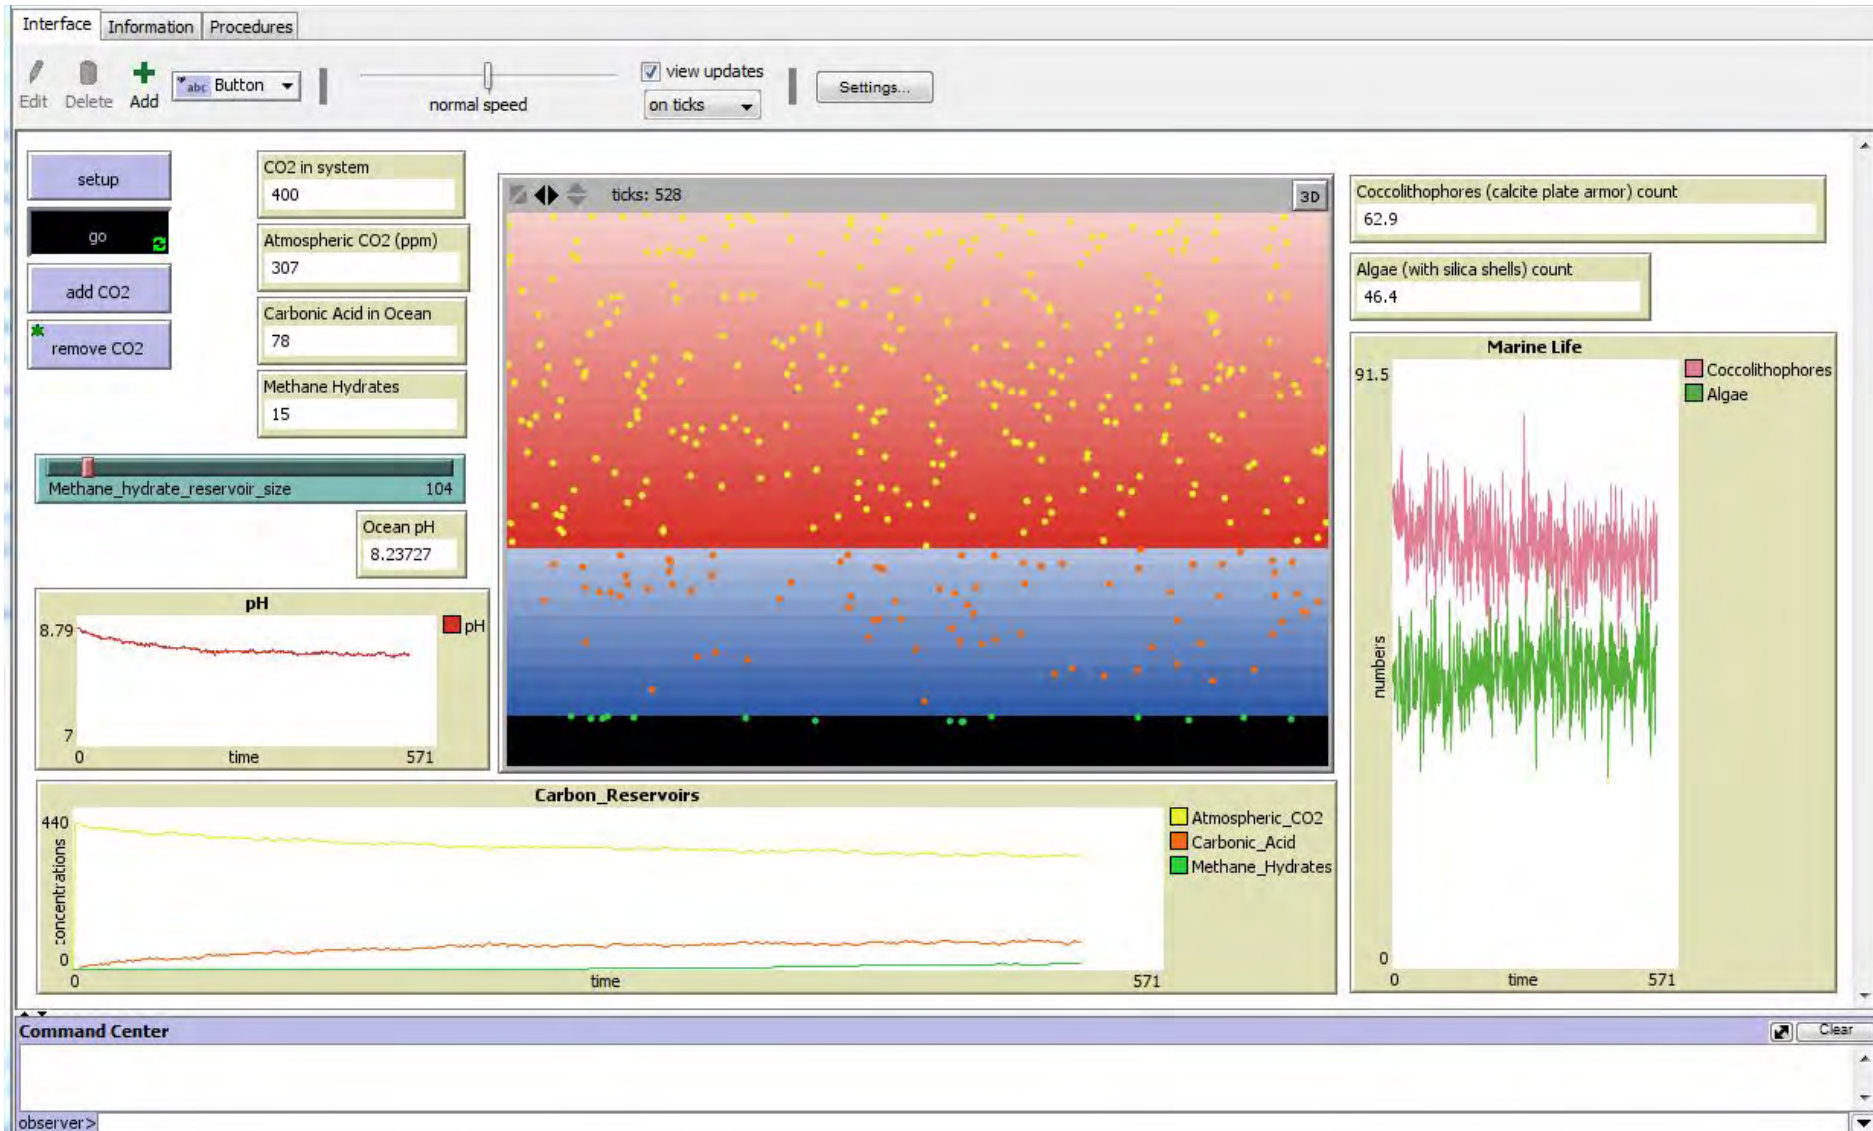 Interface Information Procedures
Edit Delete Add abc Button normal speed view updates on ticks Settings...
setup
go
add CO2
remove CO2
CO2 in system
400
Atmospheric CO2 (ppm)
307
Carbonic Acid in Ocean
78
Methane Hydrates
15
Methane_hydrate_reservoir_size 104
Ocean pH
8.23727
pH
8.79
7
0 time 571
pH
ticks: 528 3D
Coccolithophores (calcite plate armor) count
62.9
Algae (with silica shells) count
46.4
Marine Life
91.5
numbers
0
0 time 571
Coccolithophores
Algae
Carbon_Reservoirs
440
concentrations
0
0 time 571
Atmospheric_CO2
Carbonic_Acid
Methane_Hydrates
Command Center Clear
observer>